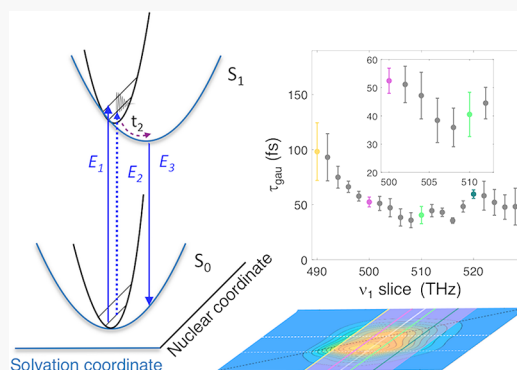 S1
t2
E1
E2
E3
S0
Nuclear coordinate
Solvation coordinate
150
100
50
0
τgau (fs)
490
500
510
520
ν1 slice (THz)
60
50
40
30
20
500
505
510